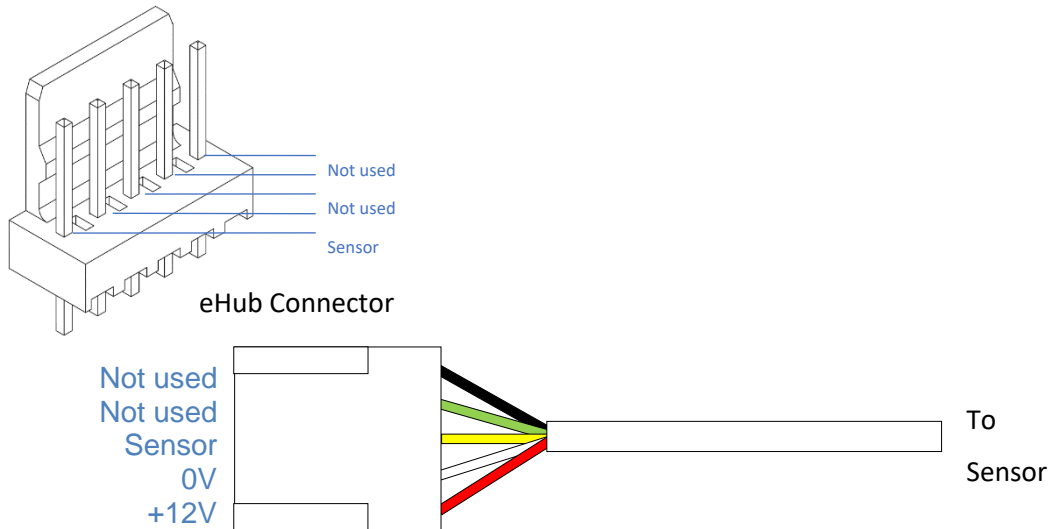 Not used
Not used
Sensor
eHub Connector
Not used
Not used
Sensor
0V
+12V
To
Sensor